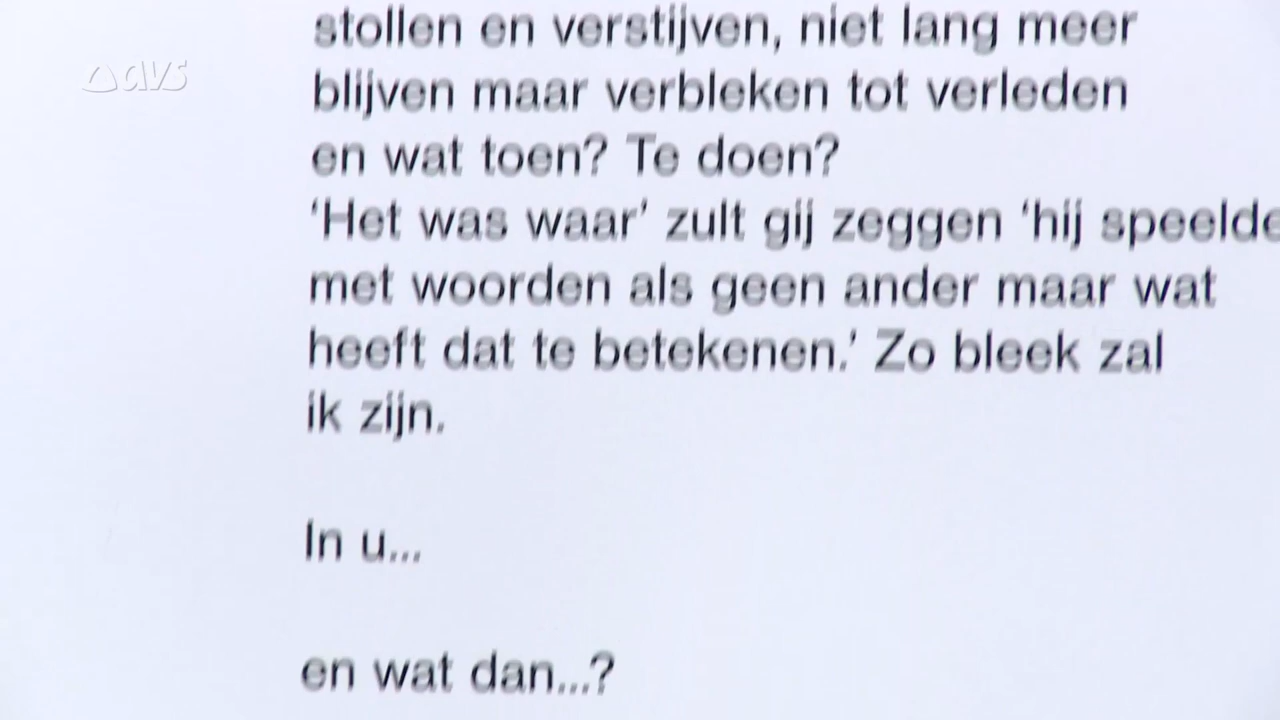 avs
stollen en verstijven, niet lang meer
blijven maar verbleken tot verleden
en wat toen? Te doen?
‘Het was waar’ zult gij zeggen ‘hij speelde
met woorden als geen ander maar wat
heeft dat te betekenen.’ Zo bleek zal
ik zijn.
In u...
en wat dan...?